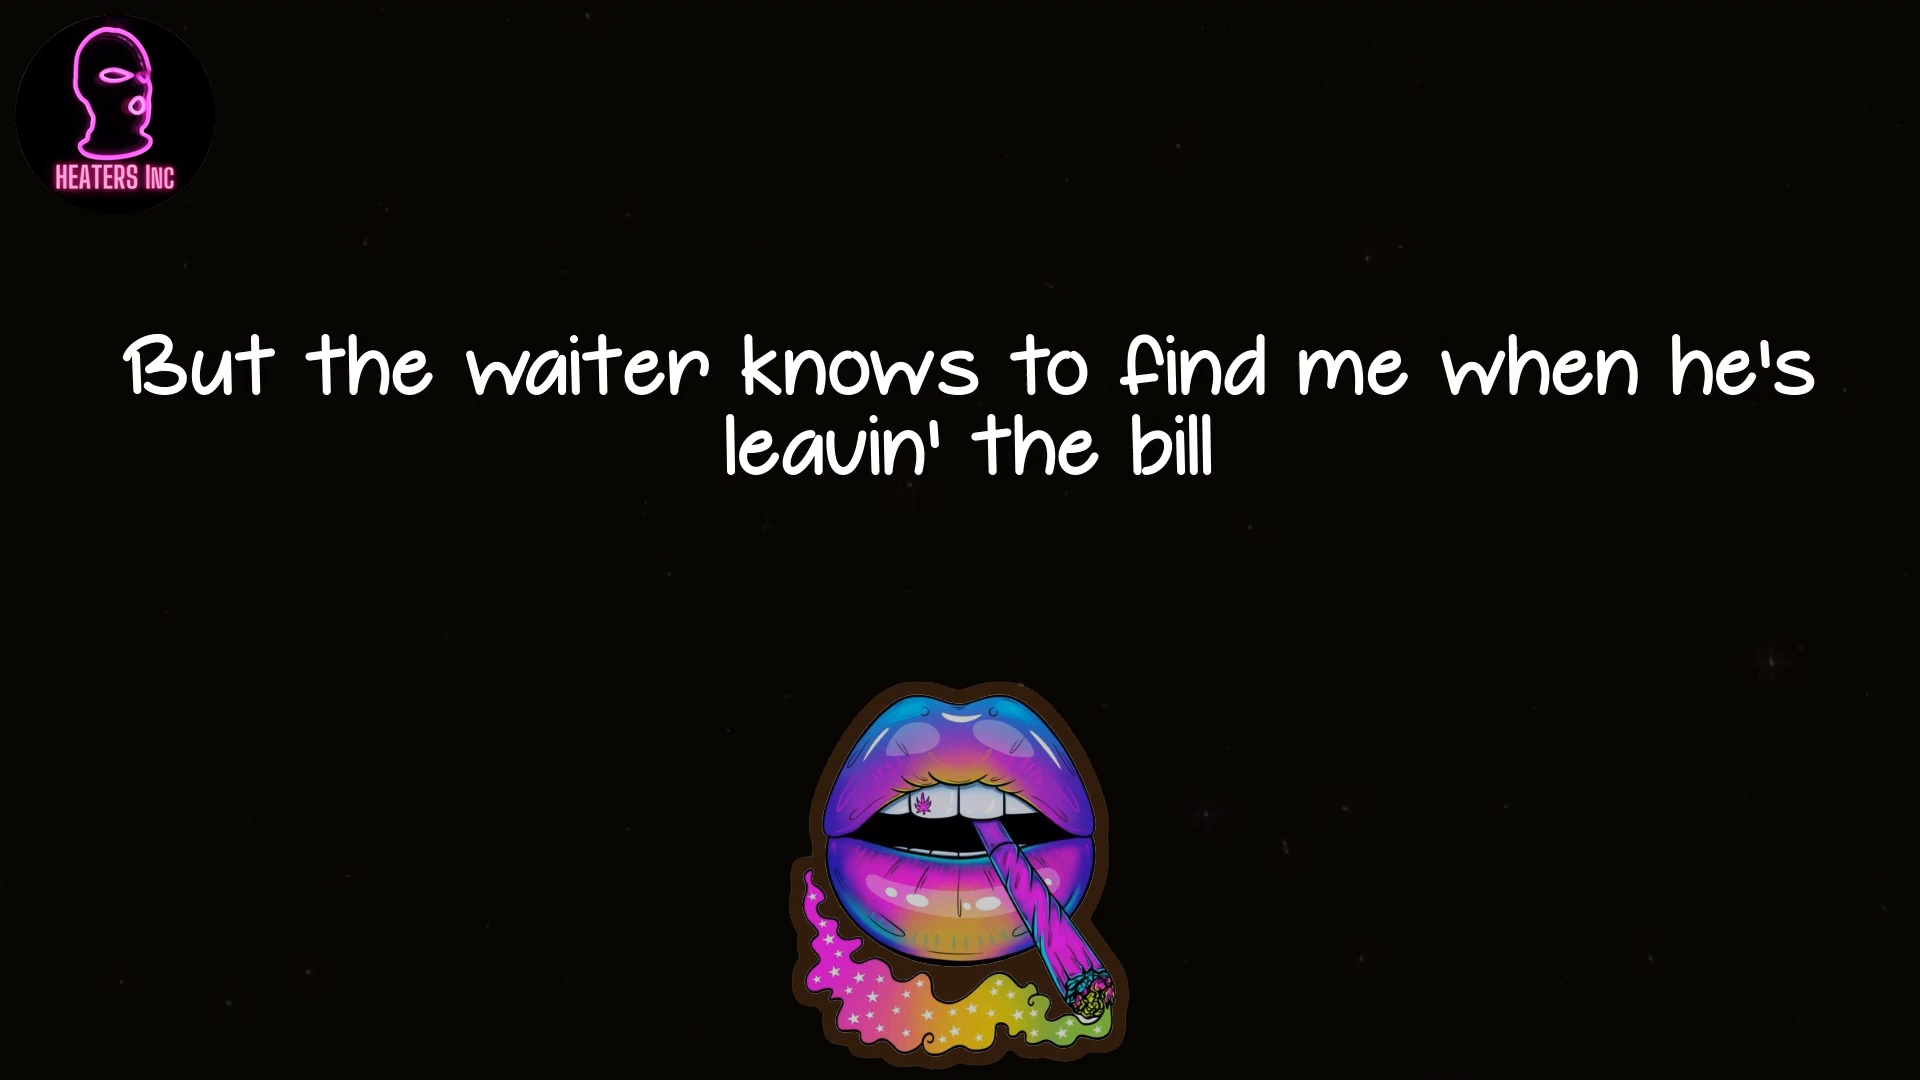 HEATERS INC
But the waiter knows to find me when he's
leavin' the bill